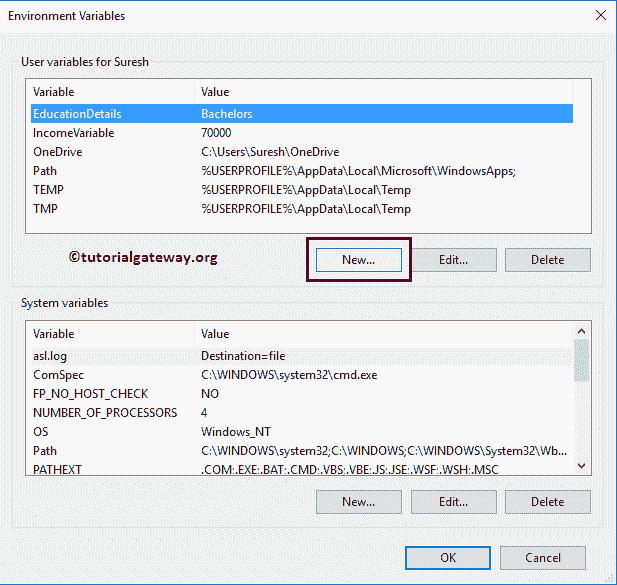 Environment Variables
User variables for Suresh
Variable Value
EducationDetails Bachelors
IncomeVariable 70000
OneDrive C:\Users\Suresh\OneDrive
Path %USERPROFILE%\AppData\Local\Microsoft\WindowsApps;
TEMP %USERPROFILE%\AppData\Local\Temp
TMP %USERPROFILE%\AppData\Local\Temp
©tutorialgateway.org
New... Edit... Delete
System variables
Variable Value
asl.log Destination=file
ComSpec C:\WINDOWS\system32\cmd.exe
FP_NO_HOST_CHECK NO
NUMBER_OF_PROCESSORS 4
OS Windows_NT
Path C:\WINDOWS\system32;C:\WINDOWS;C:\WINDOWS\System32\Wb...
PATHEXT .COM;.EXE;.BAT;.CMD;.VBS;.VBE;.JS;.JSE;.WSF;.WSH;.MSC
New... Edit... Delete
OK Cancel